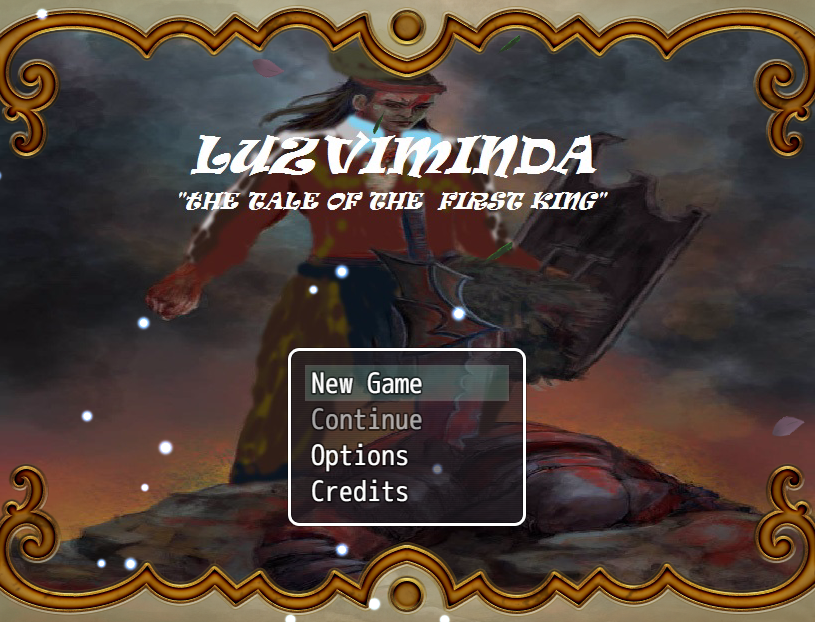 LUZVIMINDA
"tHE TALE OF THE FIRST KING"
New Game
Continue
Options
Credits